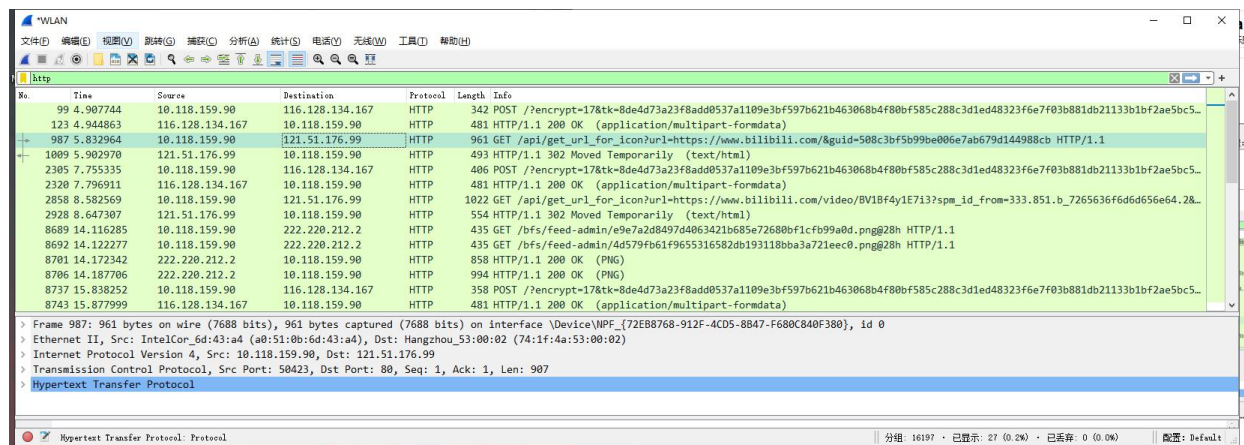 *WLAN
文件(F) 编辑(E) 视图(V) 跳转(G) 捕获(C) 分析(A) 统计(S) 电话(Y) 无线(W) 工具(T) 帮助(H)
http
No. Time Source Destination Protocol Length Info
99 4.907744 10.118.159.90 116.128.134.167 HTTP 342 POST /?encrypt=17&tk=8de4d73a23f8add0537a1109e3bf597b621b463068b4f80bf585c288c3d1ed48323f6e7f03b881db21133b1bf2ae5bc5…
123 4.944863 116.128.134.167 10.118.159.90 HTTP 481 HTTP/1.1 200 OK (application/multipart-formdata)
987 5.832964 10.118.159.90 121.51.176.99 HTTP 961 GET /api/get_url_for_icon?url=https://www.bilibili.com/&guid=508c3bf5b99be006e7ab679d144988cb HTTP/1.1
1009 5.902970 121.51.176.99 10.118.159.90 HTTP 493 HTTP/1.1 302 Moved Temporarily (text/html)
2305 7.755335 10.118.159.90 116.128.134.167 HTTP 406 POST /?encrypt=17&tk=8de4d73a23f8add0537a1109e3bf597b621b463068b4f80bf585c288c3d1ed48323f6e7f03b881db21133b1bf2ae5bc5…
2320 7.796911 116.128.134.167 10.118.159.90 HTTP 481 HTTP/1.1 200 OK (application/multipart-formdata)
2858 8.582569 10.118.159.90 121.51.176.99 HTTP 1022 GET /api/get_url_for_icon?url=https://www.bilibili.com/video/BV1Bf4y1E7i3?spm_id_from=333.851.b_7265636f6d6d656e64.2&…
2928 8.647307 121.51.176.99 10.118.159.90 HTTP 554 HTTP/1.1 302 Moved Temporarily (text/html)
8689 14.116285 10.118.159.90 222.220.212.2 HTTP 435 GET /bfs/feed-admin/e9e7a2d8497d4063421b685e72680bf1cfb99a0d.png@28h HTTP/1.1
8692 14.122277 10.118.159.90 222.220.212.2 HTTP 435 GET /bfs/feed-admin/4d579fb61f9655316582db193118bba3a721eec0.png@28h HTTP/1.1
8701 14.172342 222.220.212.2 10.118.159.90 HTTP 858 HTTP/1.1 200 OK (PNG)
8706 14.187706 222.220.212.2 10.118.159.90 HTTP 994 HTTP/1.1 200 OK (PNG)
8737 15.838252 10.118.159.90 116.128.134.167 HTTP 358 POST /?encrypt=17&tk=8de4d73a23f8add0537a1109e3bf597b621b463068b4f80bf585c288c3d1ed48323f6e7f03b881db21133b1bf2ae5bc5…
8743 15.877999 116.128.134.167 10.118.159.90 HTTP 481 HTTP/1.1 200 OK (application/multipart-formdata)
Frame 987: 961 bytes on wire (7688 bits), 961 bytes captured (7688 bits) on interface \Device\NPF_{72EB8768-912F-4CD5-8B47-F680C840F380}, id 0
Ethernet II, Src: IntelCor_6d:43:a4 (a0:51:0b:6d:43:a4), Dst: Hangzhou_53:00:02 (74:1f:4a:53:00:02)
Internet Protocol Version 4, Src: 10.118.159.90, Dst: 121.51.176.99
Transmission Control Protocol, Src Port: 50423, Dst Port: 80, Seq: 1, Ack: 1, Len: 907
Hypertext Transfer Protocol
Hypertext Transfer Protocol: Protocol 分组: 16197 · 已显示: 27 (0.2%) · 已丢弃: 0 (0.0%) 配置: Default